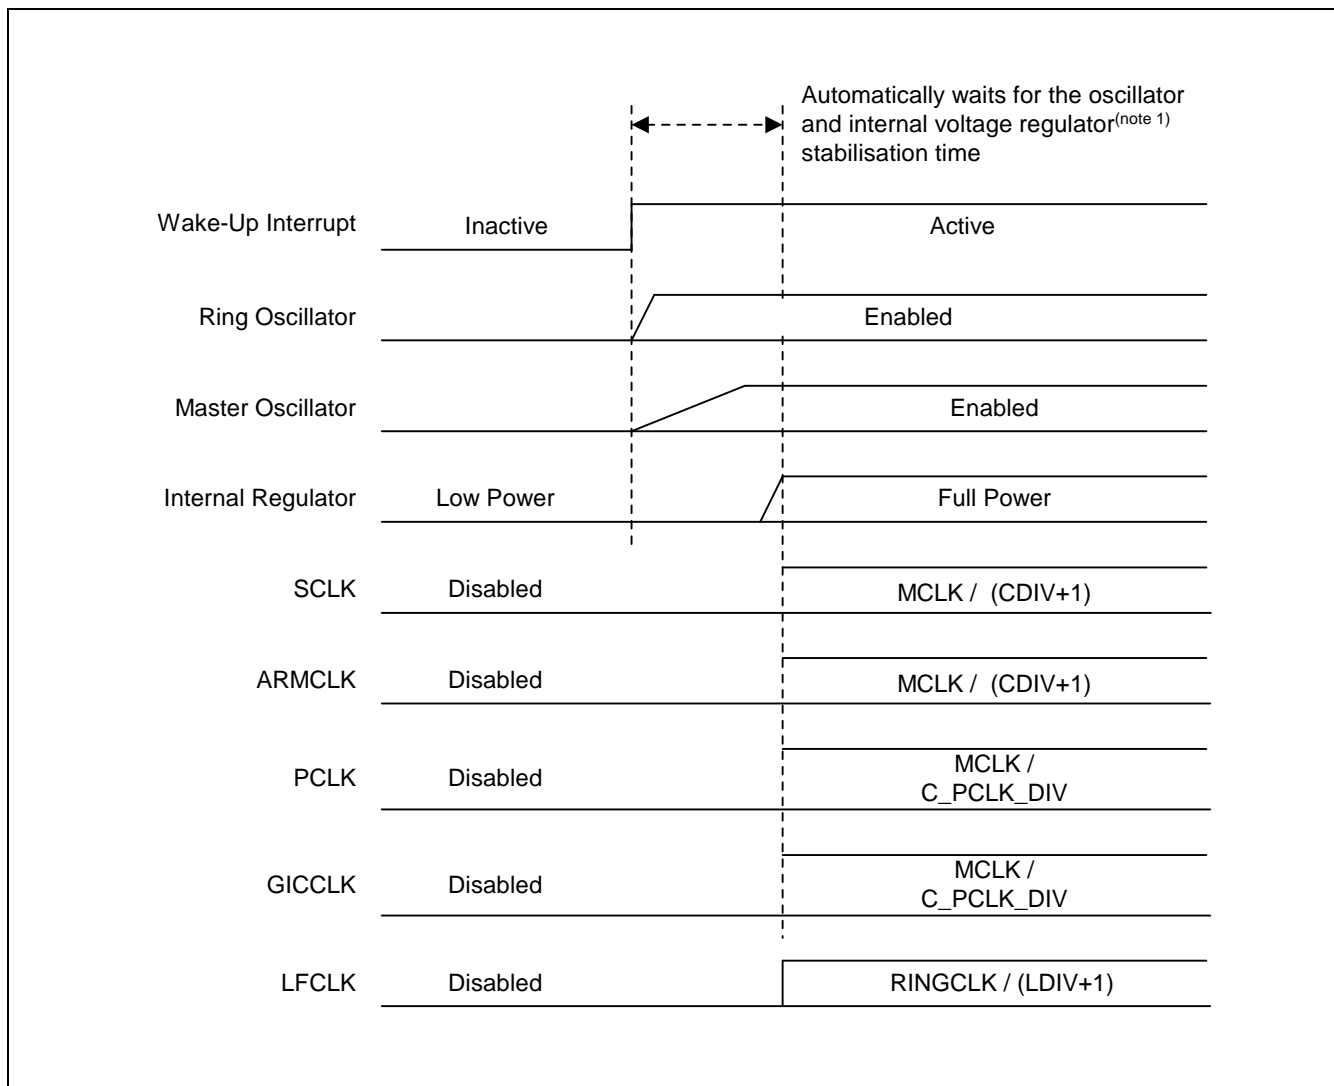 Automatically waits for the oscillator
and internal voltage regulator(note 1)
stabilisation time
Wake-Up Interrupt Inactive Active
Ring Oscillator Enabled
Master Oscillator Enabled
Internal Regulator Low Power Full Power
SCLK Disabled MCLK / (CDIV+1)
ARMCLK Disabled MCLK / (CDIV+1)
PCLK Disabled MCLK /
C_PCLK_DIV
GICCLK Disabled MCLK /
C_PCLK_DIV
LFCLK Disabled RINGCLK / (LDIV+1)